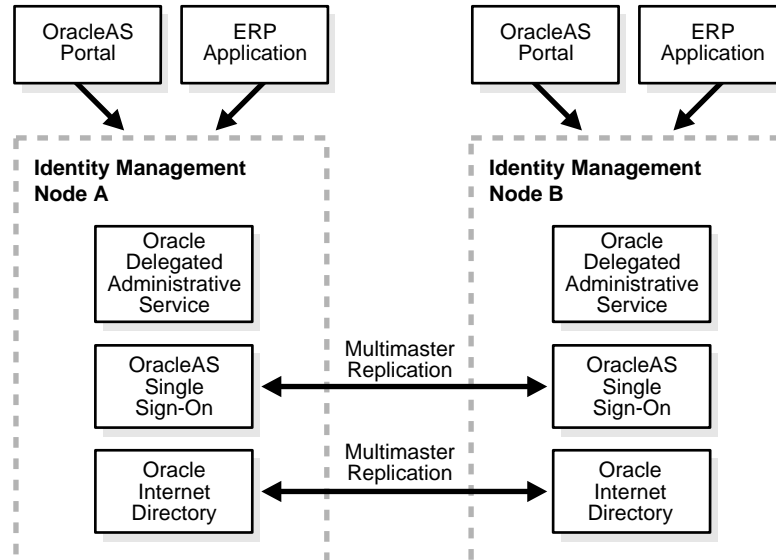 OracleAS
Portal
ERP
Application
OracleAS
Portal
ERP
Application
Identity Management
Node A
Identity Management
Node B
Oracle
Delegated
Administrative
Service
Oracle
Delegated
Administrative
Service
OracleAS
Single
Sign-On
Multimaster
Replication
OracleAS
Single
Sign-On
Oracle
Internet
Directory
Multimaster
Replication
Oracle
Internet
Directory